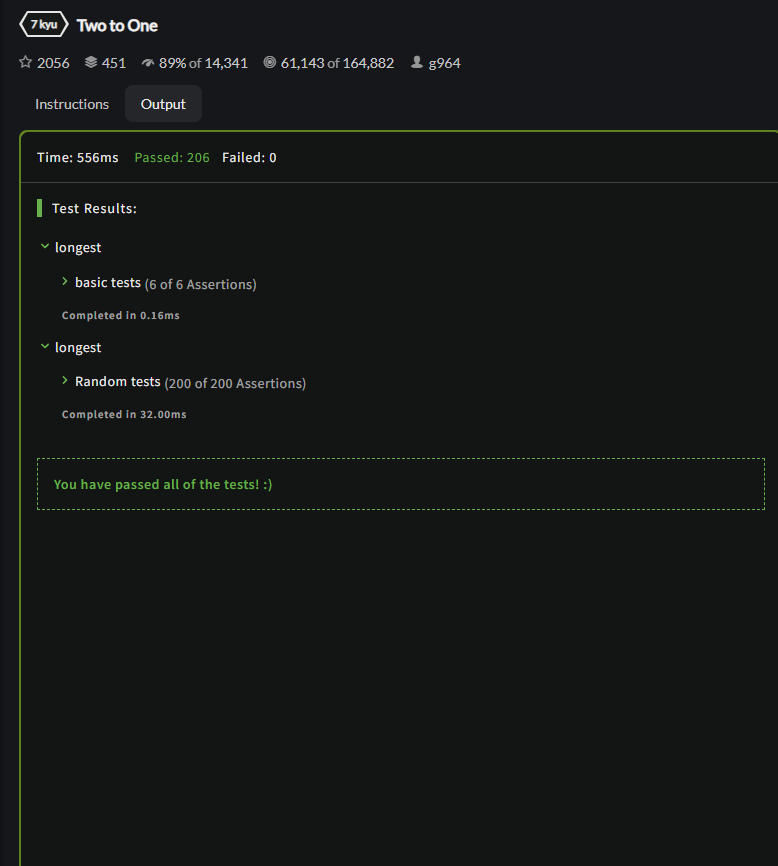 7 kyu Two to One
2056 451 89% of 14,341 61,143 of 164,882 g964
Instructions Output
Time: 556ms Passed: 206 Failed: 0
Test Results:
longest
basic tests (6 of 6 Assertions)
Completed in 0.16ms
longest
Random tests (200 of 200 Assertions)
Completed in 32.00ms
You have passed all of the tests! :)